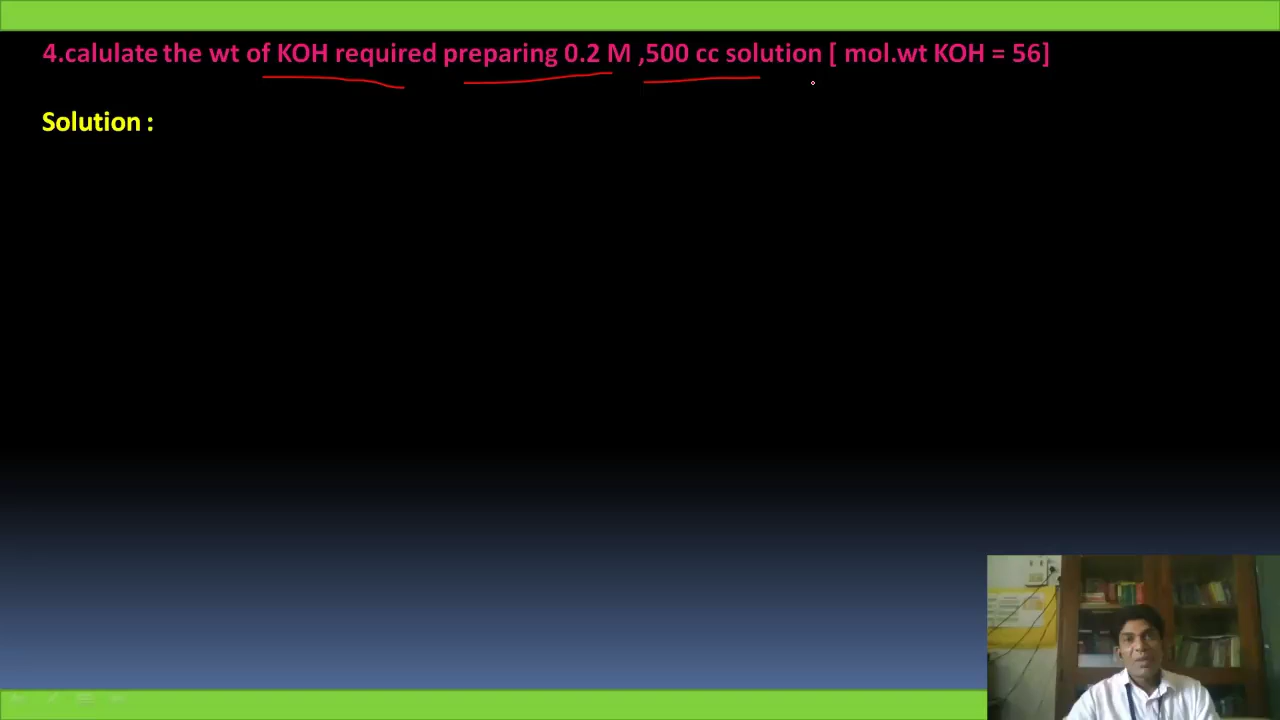 4.calulate the wt of KOH required preparing 0.2 M ,500 cc solution [ mol.wt KOH = 56]
Solution :